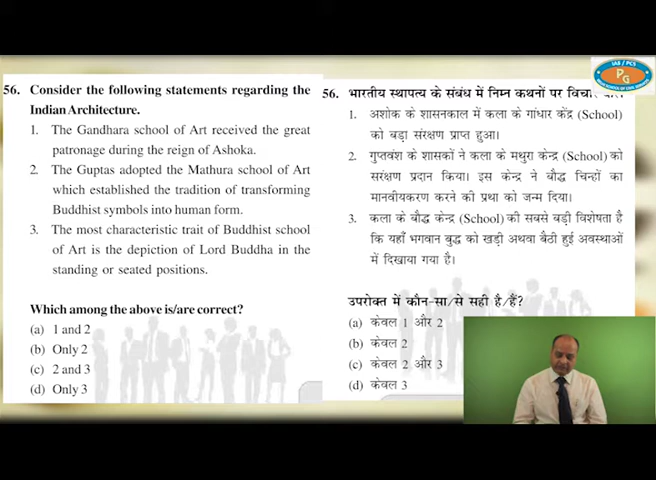 IAS / PCS
PG
56. Consider the following statements regarding the
Indian Architecture.
1. The Gandhara school of Art received the great
patronage during the reign of Ashoka.
2. The Guptas adopted the Mathura school of Art
which established the tradition of transforming
Buddhist symbols into human form.
3. The most characteristic trait of Buddhist school
of Art is the depiction of Lord Buddha in the
standing or seated positions.
Which among the above is/are correct?
(a) 1 and 2
(b) Only 2
(c) 2 and 3
(d) Only 3
56. भारतीय स्थापत्य के संबंध में निम्न कथनों पर
1. अशोक के शासनकाल में कला के गांधार केंद्र (School)
को बड़ा संरक्षण प्राप्त हुआ।
2. गुप्तवंश के शासकों ने कला के मथुरा केन्द्र (School) को
संरक्षण प्रदान किया। इस केन्द्र ने बौद्ध चिन्हों का
मानवीयकरण करने की प्रथा को जन्म दिया।
3. कला के बौद्ध केन्द्र (School) की सबसे बड़ी विशेषता है
कि यहाँ भगवान बुद्ध को खड़ी अथवा बैठी हुई अवस्थाओं
में दिखाया गया है।
उपरोक्त में कौन-सा/से सही है/हैं?
(a) केवल 1 और 2
(b) केवल 2
(c) केवल 2 और 3
(d) केवल 3